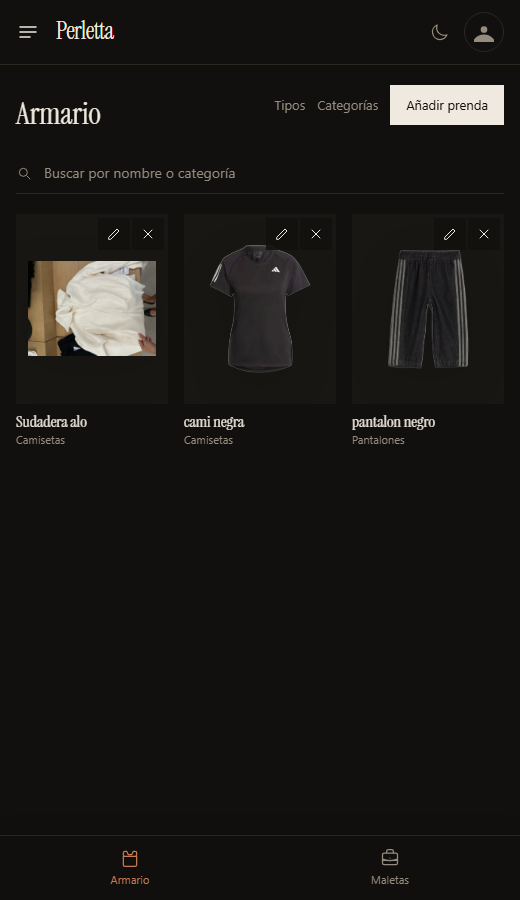 Perletta
Armario
Tipos
Categorías
Añadir prenda
Buscar por nombre o categoría
Sudadera alo
Camisetas
cami negra
Camisetas
pantalon negro
Pantalones
Armario
Maletas